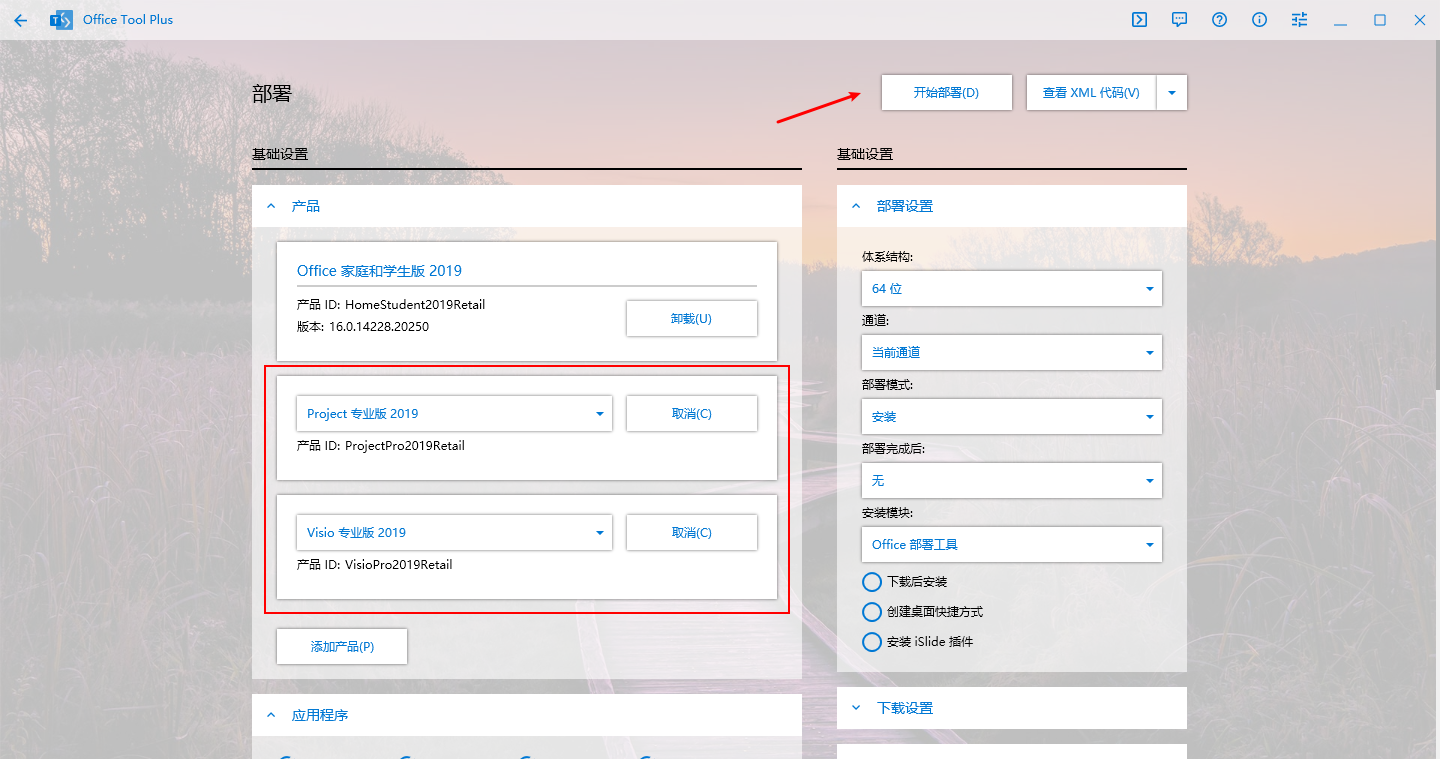 Office Tool Plus
部署
开始部署(D)
查看 XML 代码(V)
基础设置
产品
Office 家庭和学生版 2019
产品 ID: HomeStudent2019Retail
版本: 16.0.14228.20250
卸载(U)
Project 专业版 2019
取消(C)
产品 ID: ProjectPro2019Retail
Visio 专业版 2019
取消(C)
产品 ID: VisioPro2019Retail
添加产品(P)
应用程序
基础设置
部署设置
体系结构:
64 位
通道:
当前通道
部署模式:
安装
部署完成后:
无
安装模块:
Office 部署工具
下载后安装
创建桌面快捷方式
安装 iSlide 插件
下载设置